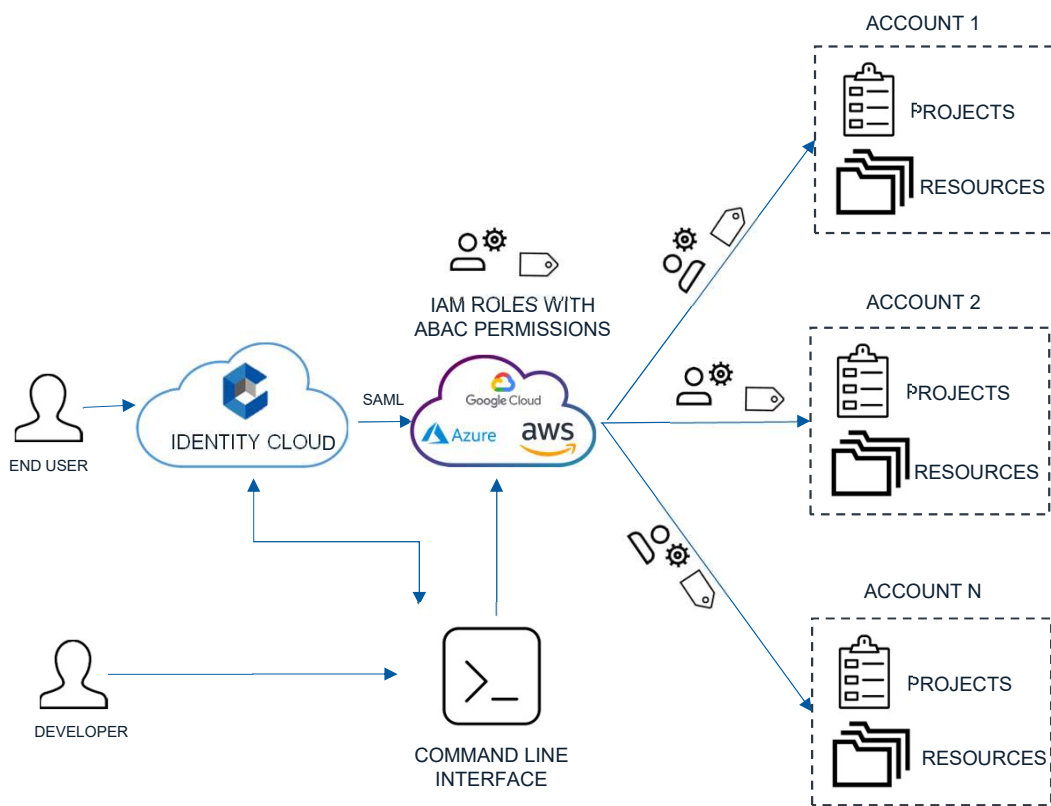 ACCOUNT 1
PROJECTS
RESOURCES
IAM ROLES WITH
ABAC PERMISSIONS
ACCOUNT 2
Google Cloud
SAML
Azure
aws
IDENTITY CLOUD
PROJECTS
END USER
RESOURCES
ACCOUNT N
PROJECTS
DEVELOPER
COMMAND LINE
INTERFACE
RESOURCES